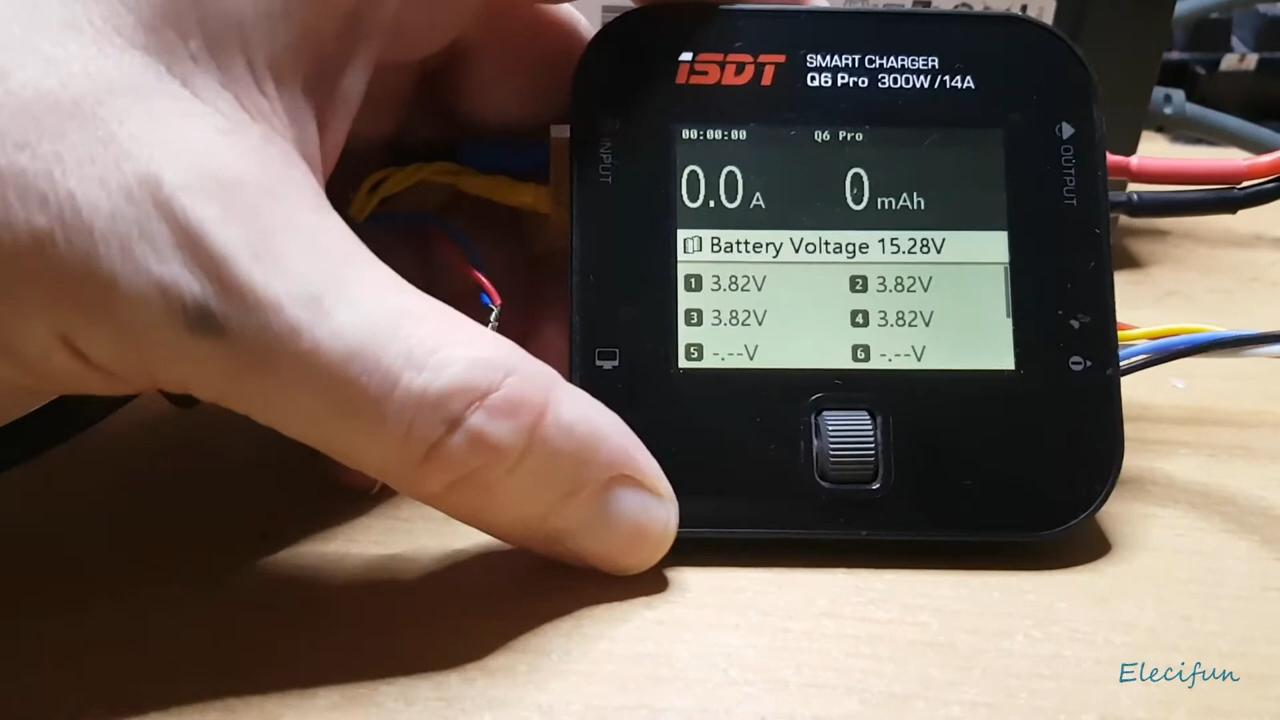 iSDT
SMART CHARGER
Q6 Pro 300W/14A
00:00:00 Q6 Pro
0.0 A 0 mAh
Battery Voltage 15.28V
1 3.82V 2 3.82V
3 3.82V 4 3.82V
5 -.--V 6 -.--V
INPUT
OUTPUT
Elecifun